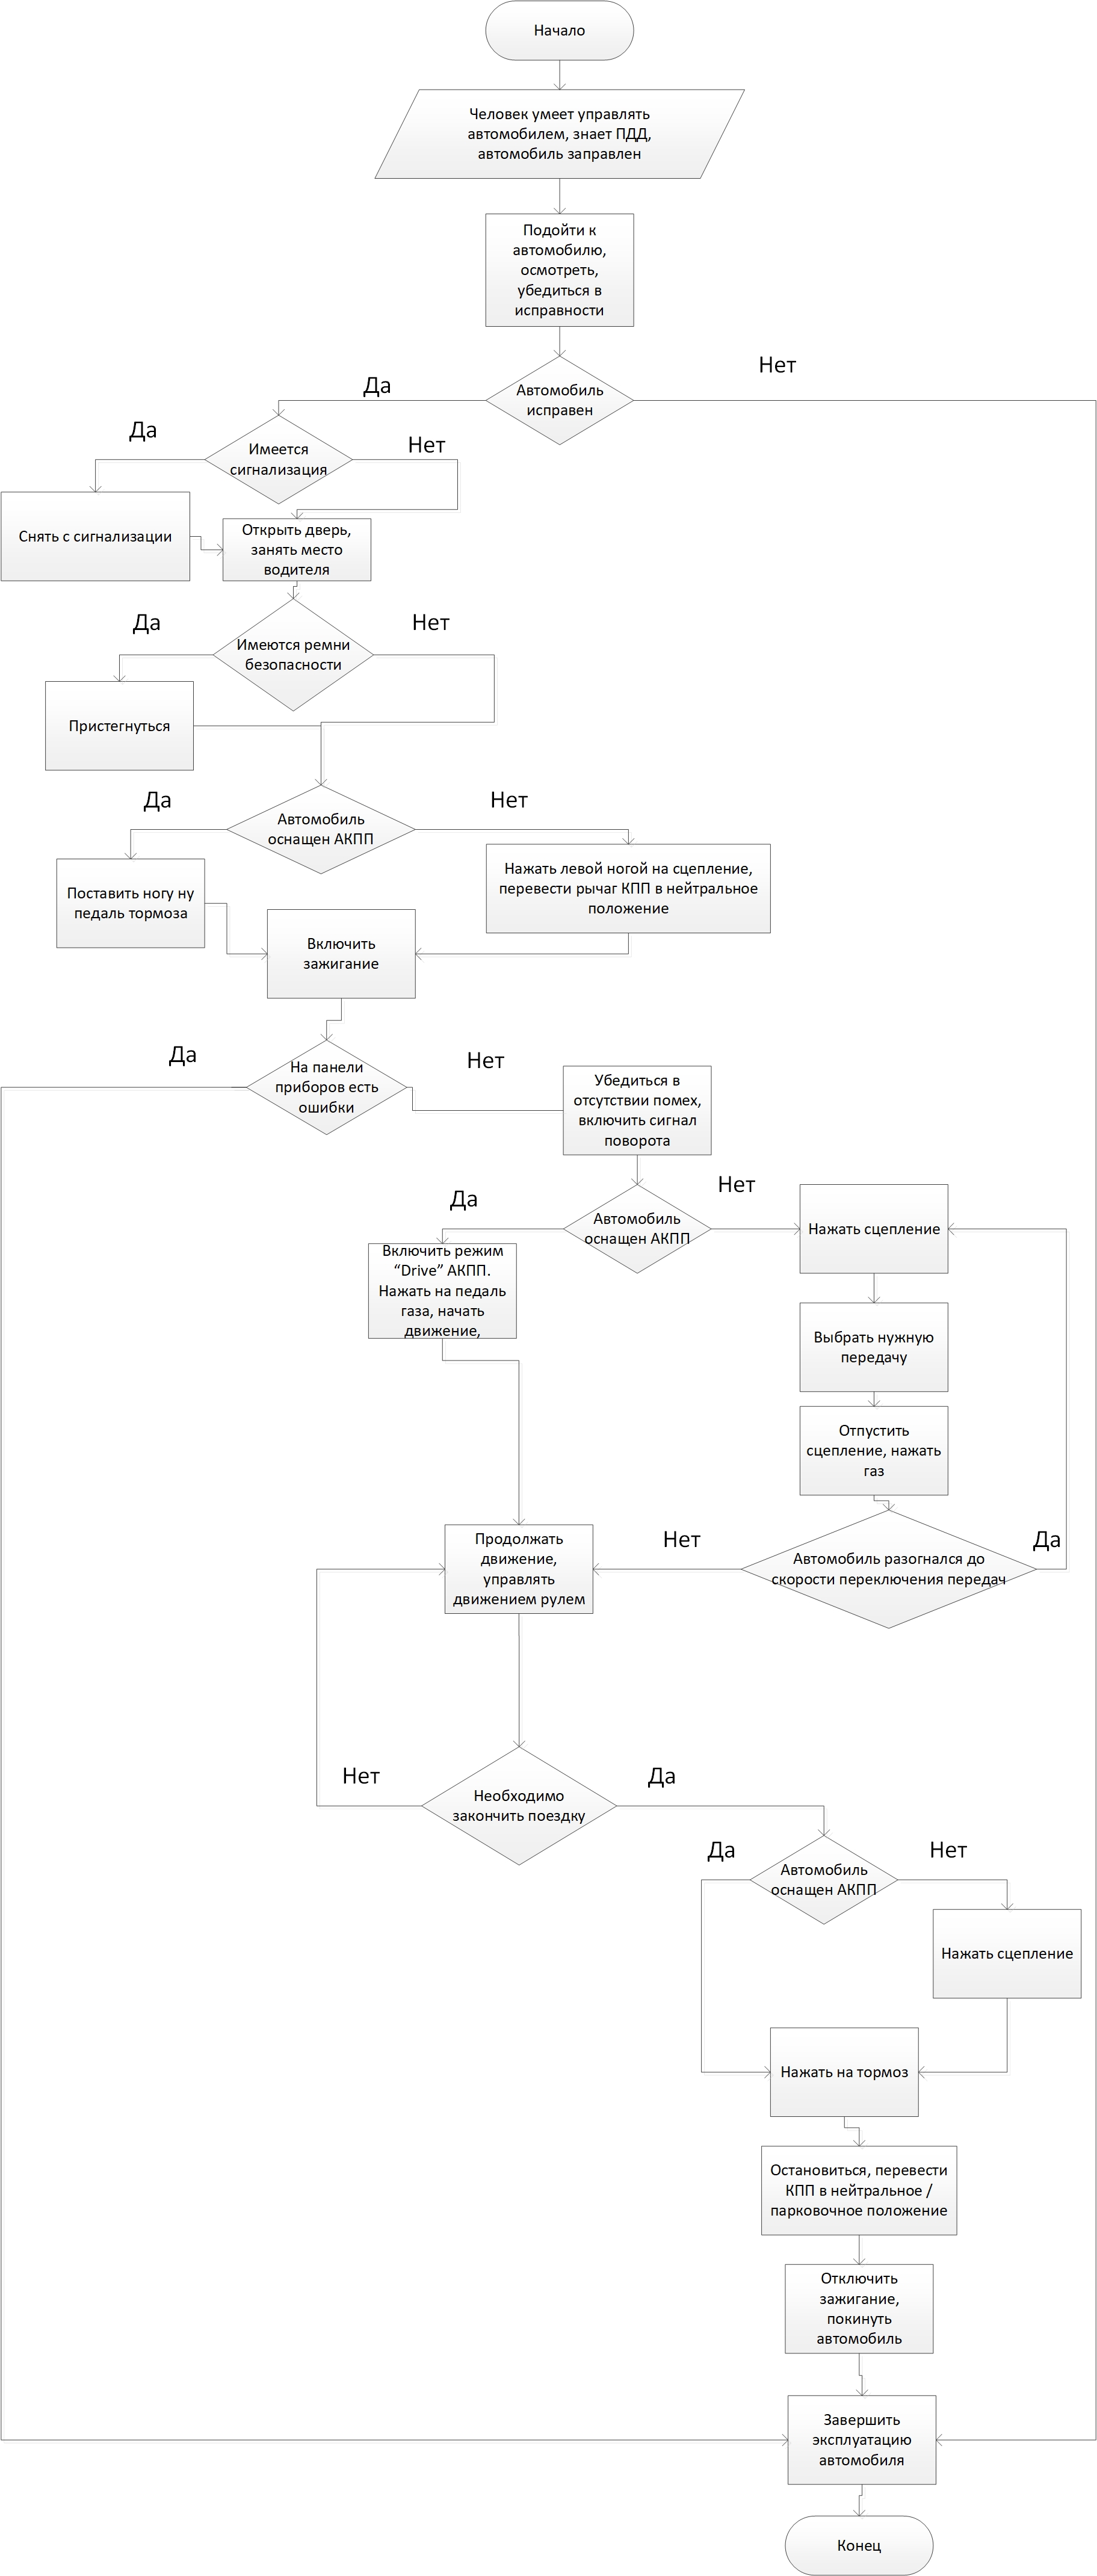 Начало
Человек умеет управлять
автомобилем, знает ПДД,
автомобиль заправлен
Подойти к
автомобилю,
осмотреть,
убедиться в
исправности
Автомобиль
исправен
Да
Нет
Имеется
сигнализация
Да
Нет
Снять с сигнализации
Открыть дверь,
занять место
водителя
Имеются ремни
безопасности
Да
Нет
Пристегнуться
Автомобиль
оснащен АКПП
Да
Нет
Поставить ногу ну
педаль тормоза
Нажать левой ногой на сцепление,
перевести рычаг КПП в нейтральное
положение
Включить
зажигание
На панели
приборов есть
ошибки
Да
Нет
Убедиться в
отсутствии помех,
включить сигнал
поворота
Автомобиль
оснащен АКПП
Да
Нет
Включить режим
“Drive” АКПП.
Нажать на педаль
газа, начать
движение,
Нажать сцепление
Выбрать нужную
передачу
Отпустить
сцепление, нажать
газ
Автомобиль разогнался до
скорости переключения передач
Нет
Да
Продолжать
движение,
управлять
движением рулем
Необходимо
закончить поездку
Нет
Да
Автомобиль
оснащен АКПП
Да
Нет
Нажать сцепление
Нажать на тормоз
Остановиться, перевести
КПП в нейтральное /
парковочное положение
Отключить
зажигание,
покинуть
автомобиль
Завершить
эксплуатацию
автомобиля
Конец